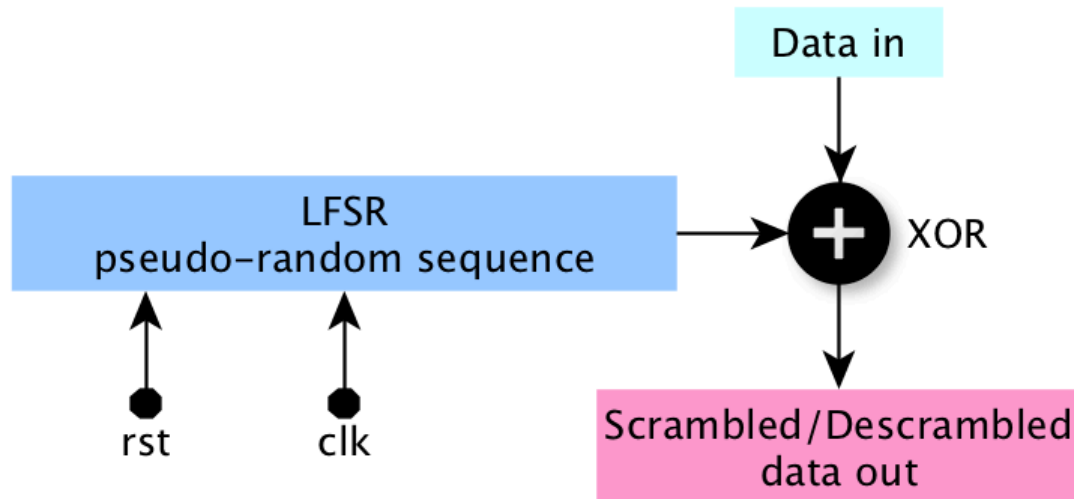 Data in
LFSR
pseudo-random sequence
XOR
rst
clk
Scrambled/Descrambled
data out